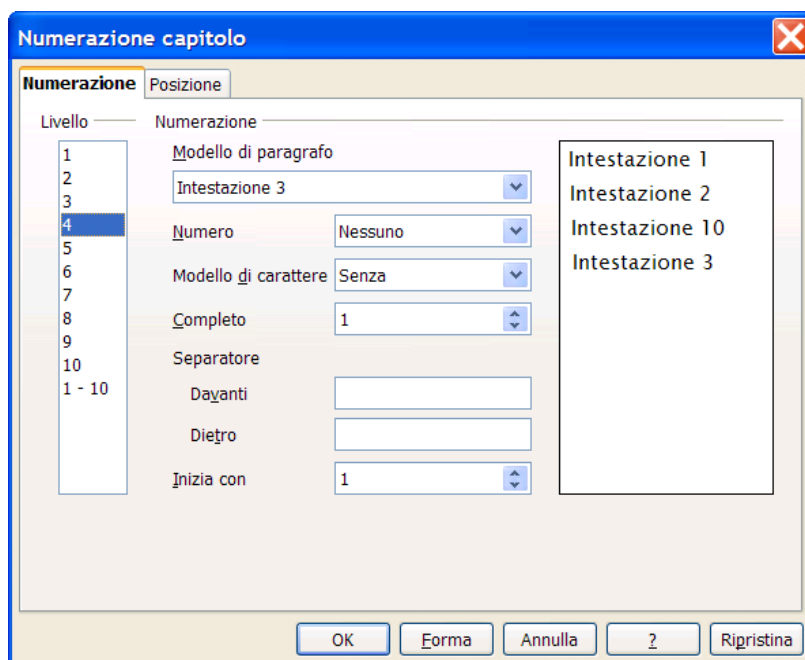 Numerazione capitolo
Numerazione Posizione
Livello
1
2
3
4
5
6
7
8
9
10
1 - 10
Numerazione
Modello di paragrafo
Intestazione 3
Numero Nessuno
Modello di carattere Senza
Completo 1
Separatore
Davanti
Dietro
Inizia con 1
Intestazione 1
Intestazione 2
Intestazione 10
Intestazione 3
OK Forma Annulla ? Ripristina